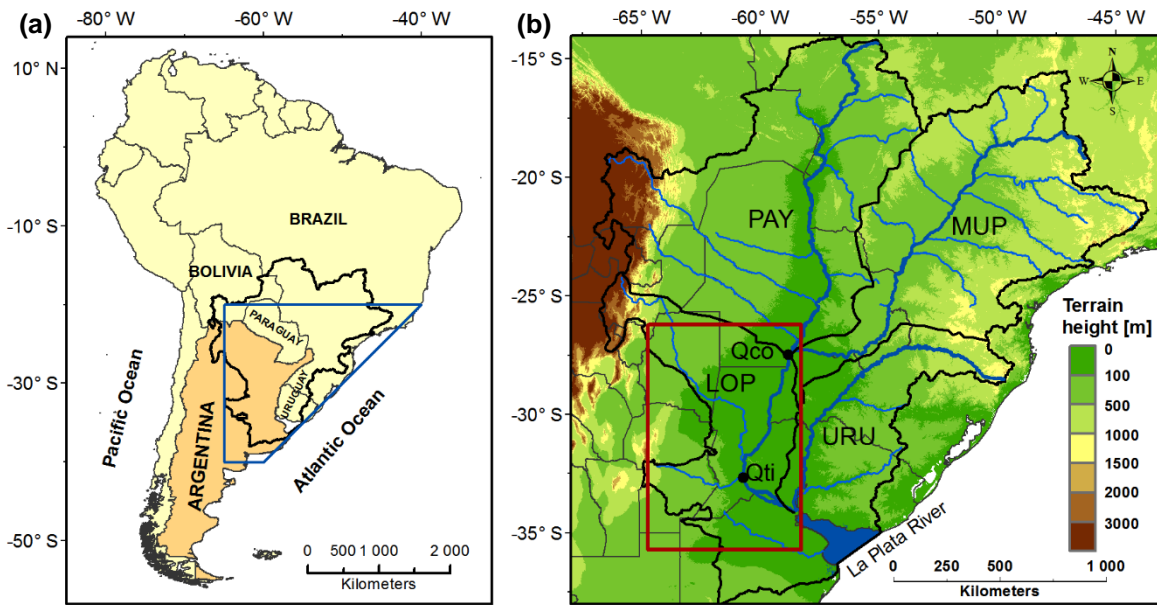 (a)
-80° W
-60° W
-40° W
10° N
-10° S
-30° S
-50° S
BRAZIL
BOLIVIA
PARAGUAY
URUGUAY
ARGENTINA
Pacific Ocean
Atlantic Ocean
0 500 1 000 2 000
Kilometers
(b)
-65° W
-60° W
-55° W
-50° W
-45° W
-15° S
-20° S
-25° S
-30° S
-35° S
N
W E
S
PAY
MUP
Qco
LOP
URU
Qti
La Plata River
Terrain
height [m]
0
100
500
1000
1500
2000
3000
0 250 500 1 000
Kilometers